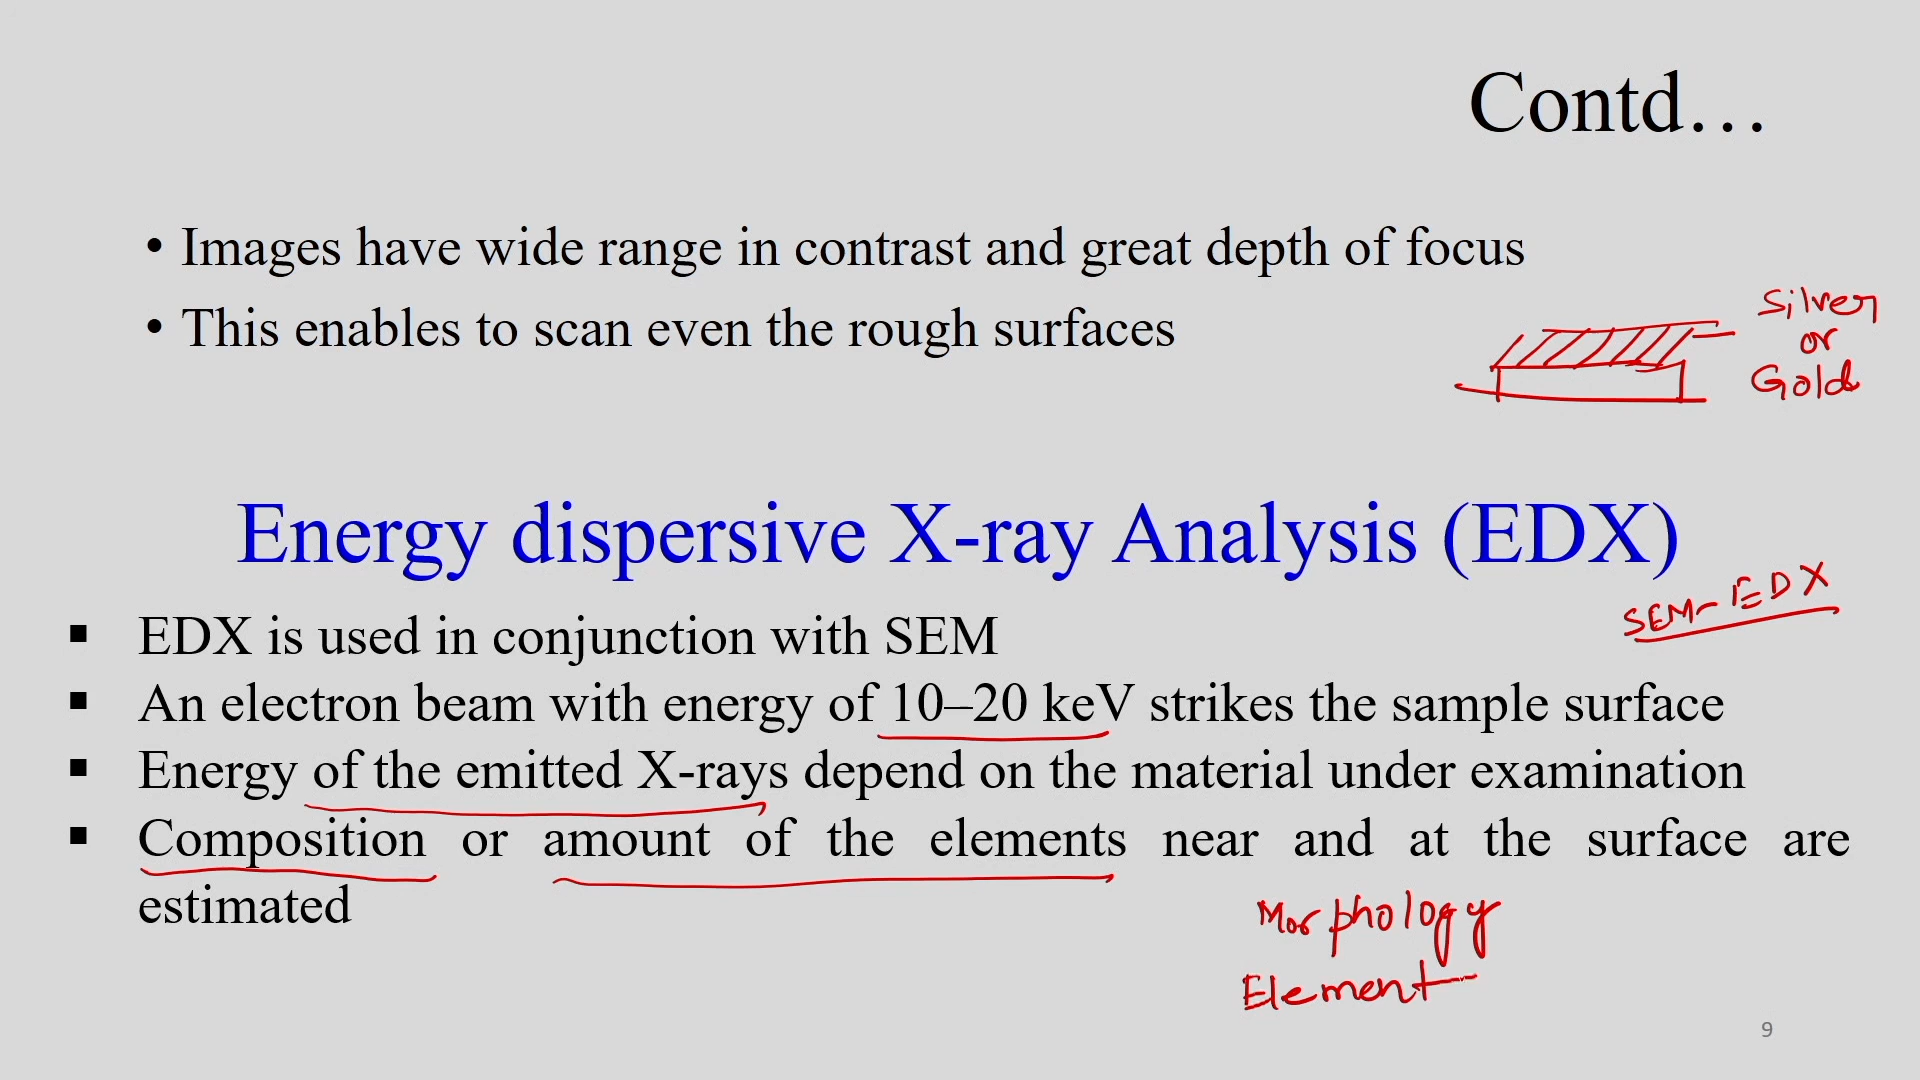 Contd…
• Images have wide range in contrast and great depth of focus
• This enables to scan even the rough surfaces
Silver
or
Gold
Energy dispersive X-ray Analysis (EDX)
SEM-EDX
▪ EDX is used in conjunction with SEM
▪ An electron beam with energy of 10–20 keV strikes the sample surface
▪ Energy of the emitted X-rays depend on the material under examination
▪ Composition or amount of the elements near and at the surface are
estimated
Morphology
Element
9